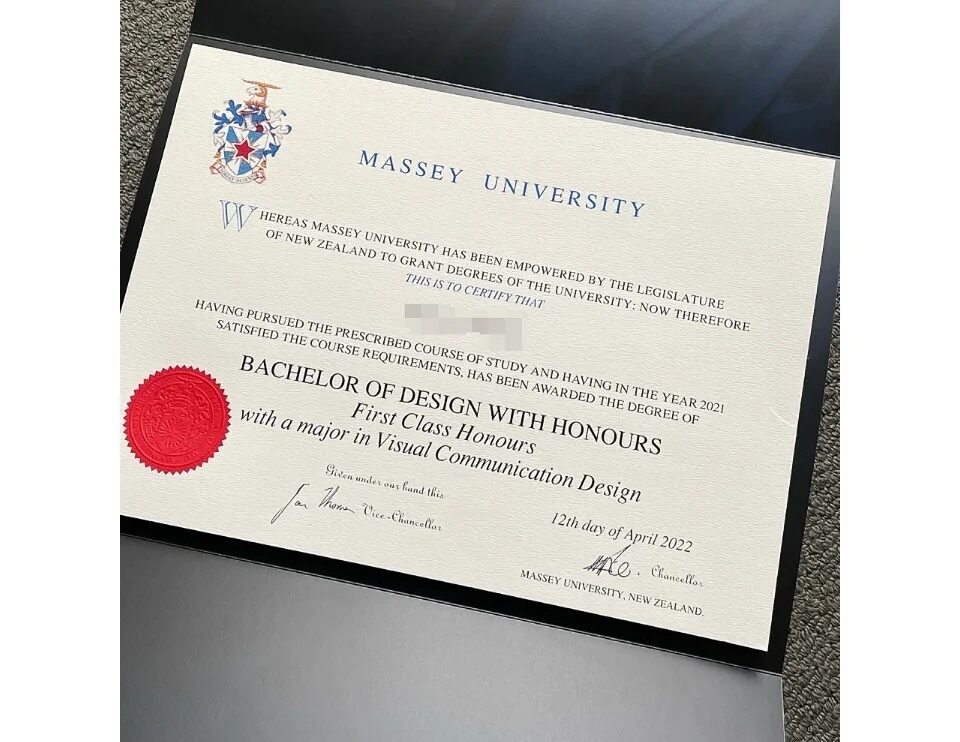 MASSEY UNIVERSITY
WHEREAS MASSEY UNIVERSITY HAS BEEN EMPOWERED BY THE LEGISLATURE
OF NEW ZEALAND TO GRANT DEGREES OF THE UNIVERSITY: NOW THEREFORE
THIS IS TO CERTIFY THAT
HAVING PURSUED THE PRESCRIBED COURSE OF STUDY AND HAVING IN THE YEAR 2021
SATISFIED THE COURSE REQUIREMENTS, HAS BEEN AWARDED THE DEGREE OF
BACHELOR OF DESIGN WITH HONOURS
First Class Honours
with a major in Visual Communication Design
Given under our hand this
12th day of April 2022
Jan Thomas Vice-Chancellor
Chancellor
MASSEY UNIVERSITY, NEW ZEALAND.